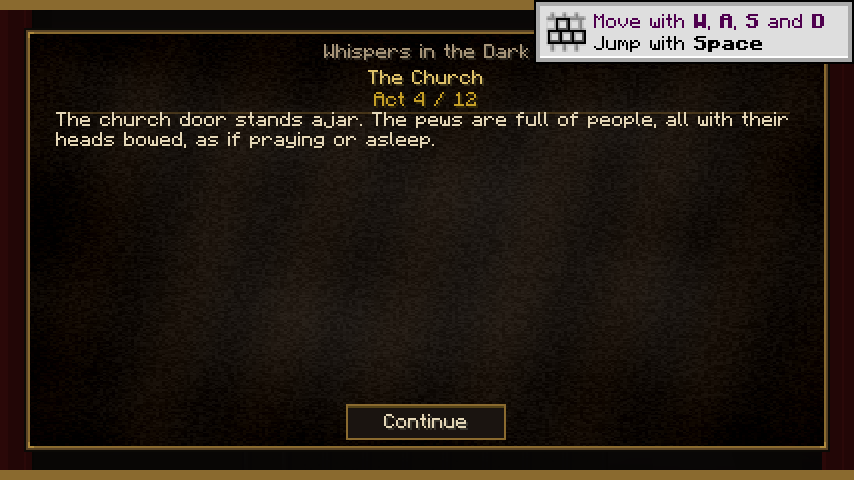 Whispers in the Dark
Move with W, A, S and D
Jump with Space
The Church
Act 4 / 12
The church door stands ajar. The pews are full of people, all with their
heads bowed, as if praying or asleep.
Continue